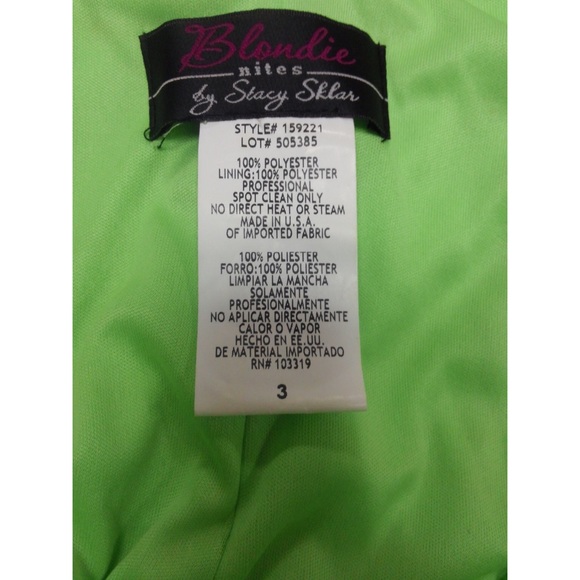 Blondie
nites
by Stacy Sklar
STYLE# 159221
LOT# 505385
100% POLYESTER
LINING:100% POLYESTER
PROFESSIONAL
SPOT CLEAN ONLY
NO DIRECT HEAT OR STEAM
MADE IN U.S.A.
OF IMPORTED FABRIC
100% POLIESTER
FORRO:100% POLIESTER
LIMPIAR LA MANCHA
SOLAMENTE
PROFESIONALMENTE
NO APLICAR DIRECTAMENTE
CALOR O VAPOR
HECHO EN EE.UU.
DE MATERIAL IMPORTADO
RN# 103319
3